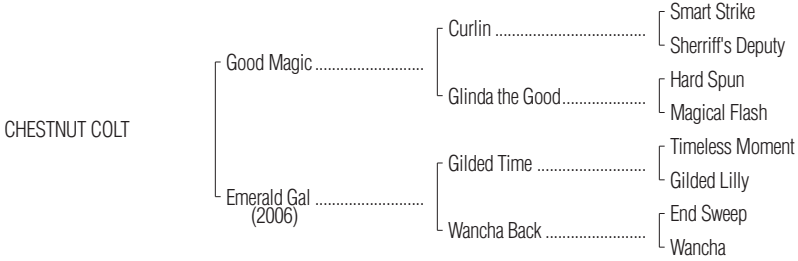 Smart Strike
Curlin ......................................
Sherriff's Deputy
Good Magic ...........................
Hard Spun
Glinda the Good.....................
Magical Flash
CHESTNUT COLT
Timeless Moment
Gilded Time ...........................
Gilded Lilly
Emerald Gal ...........................
(2006)
End Sweep
Wancha Back .........................
Wancha